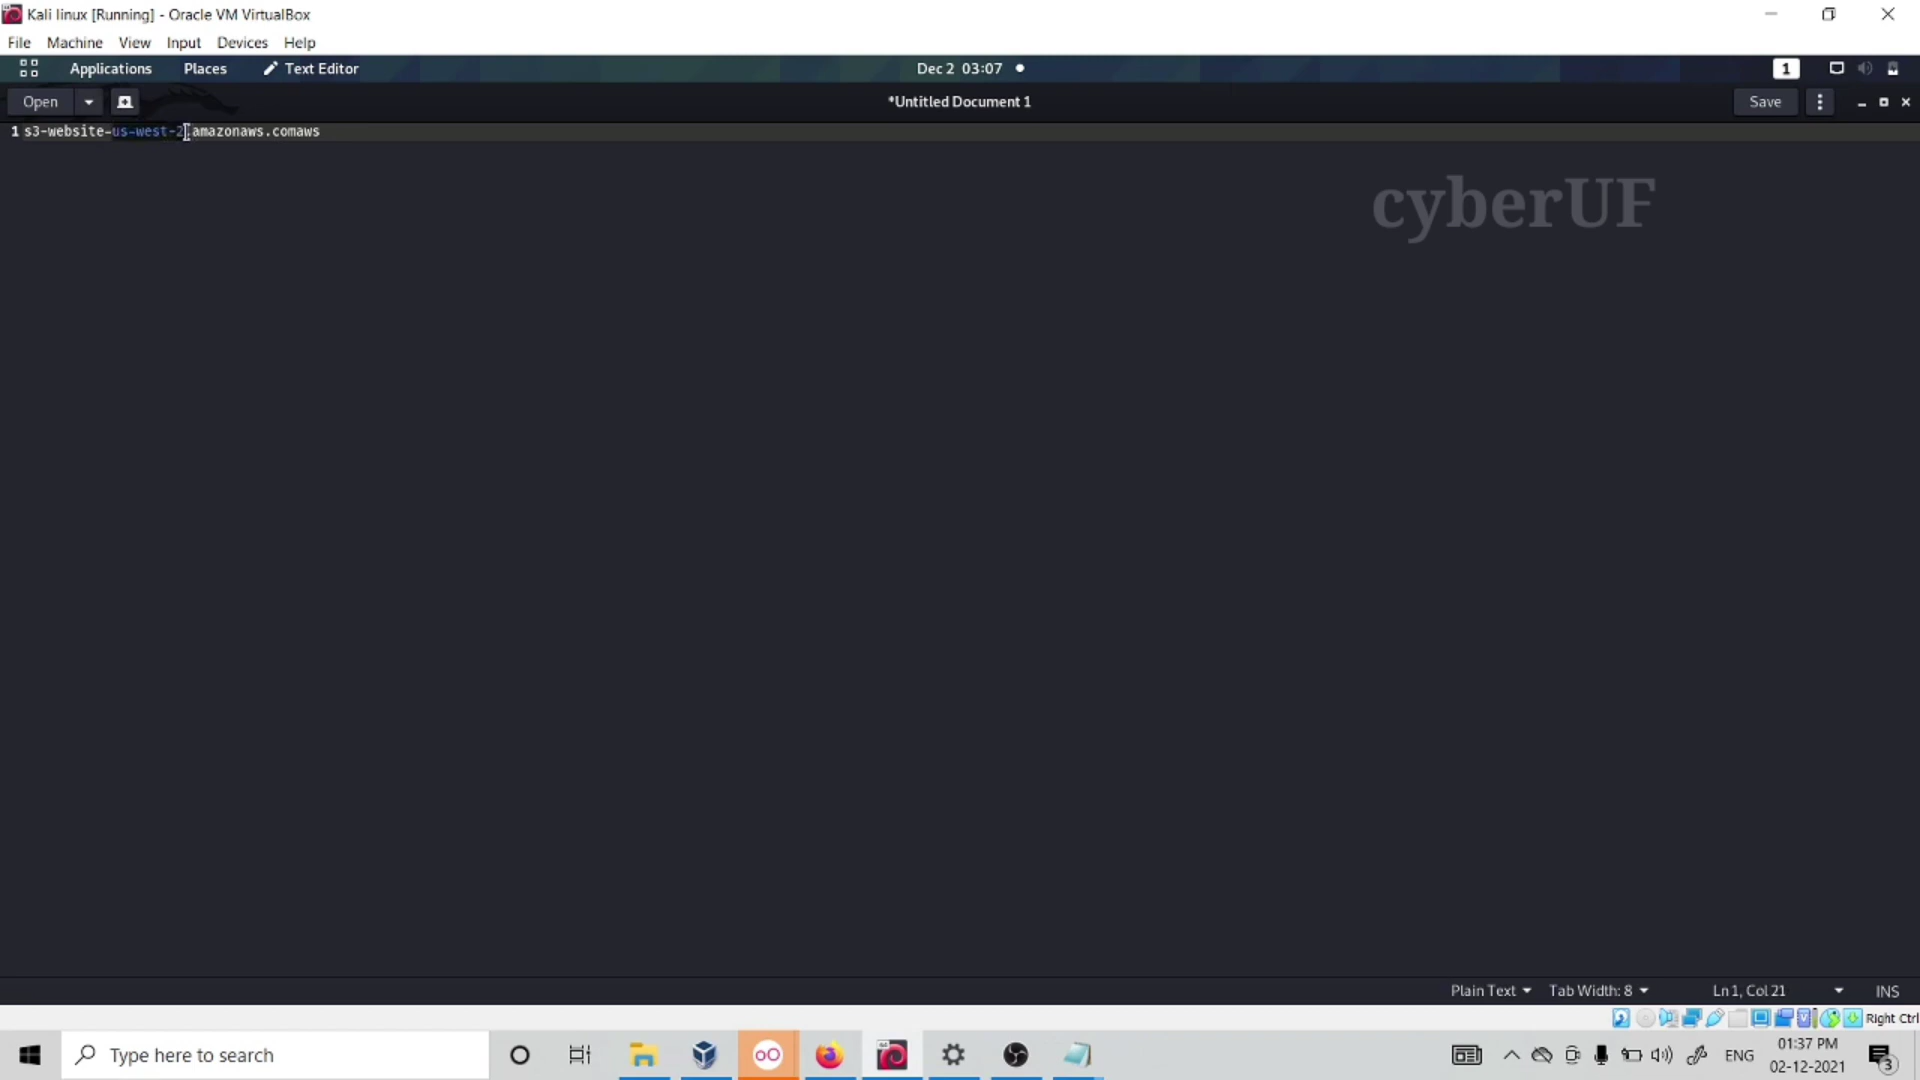 Kali linux [Running] - Oracle VM VirtualBox
File Machine View Input Devices Help
Applications Places Text Editor Dec 2 03:07 1
Open *Untitled Document 1 Save
1 s3-website-us-west-2.amazonaws.comaws
cyberUF
Plain Text Tab Width: 8 Ln 1, Col 21 INS
Right Ctrl
Type here to search ENG 01:37 PM
02-12-2021 3